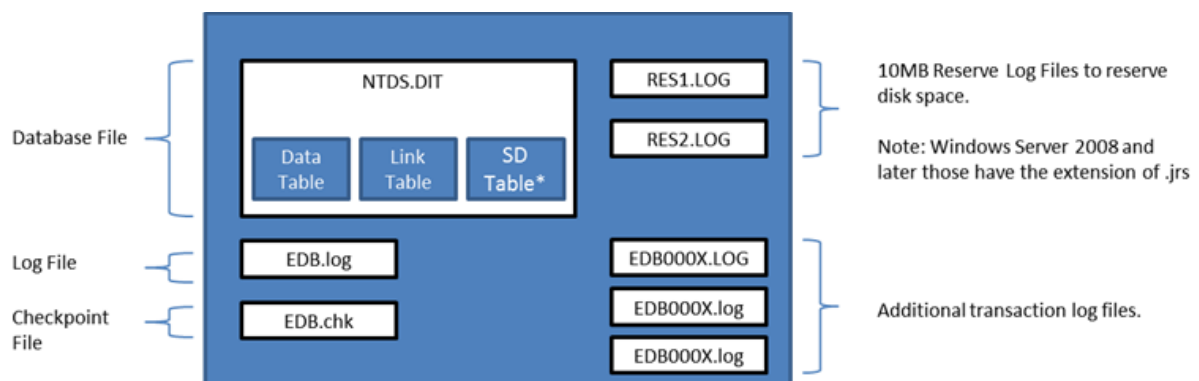 Database File
NTDS.DIT
Data
Table
Link
Table
SD
Table*
RES1.LOG
RES2.LOG
10MB Reserve Log Files to reserve
disk space.
Note: Windows Server 2008 and
later those have the extension of .jrs
Log File
EDB.log
Checkpoint
File
EDB.chk
EDB000X.LOG
EDB000X.log
EDB000X.log
Additional transaction log files.